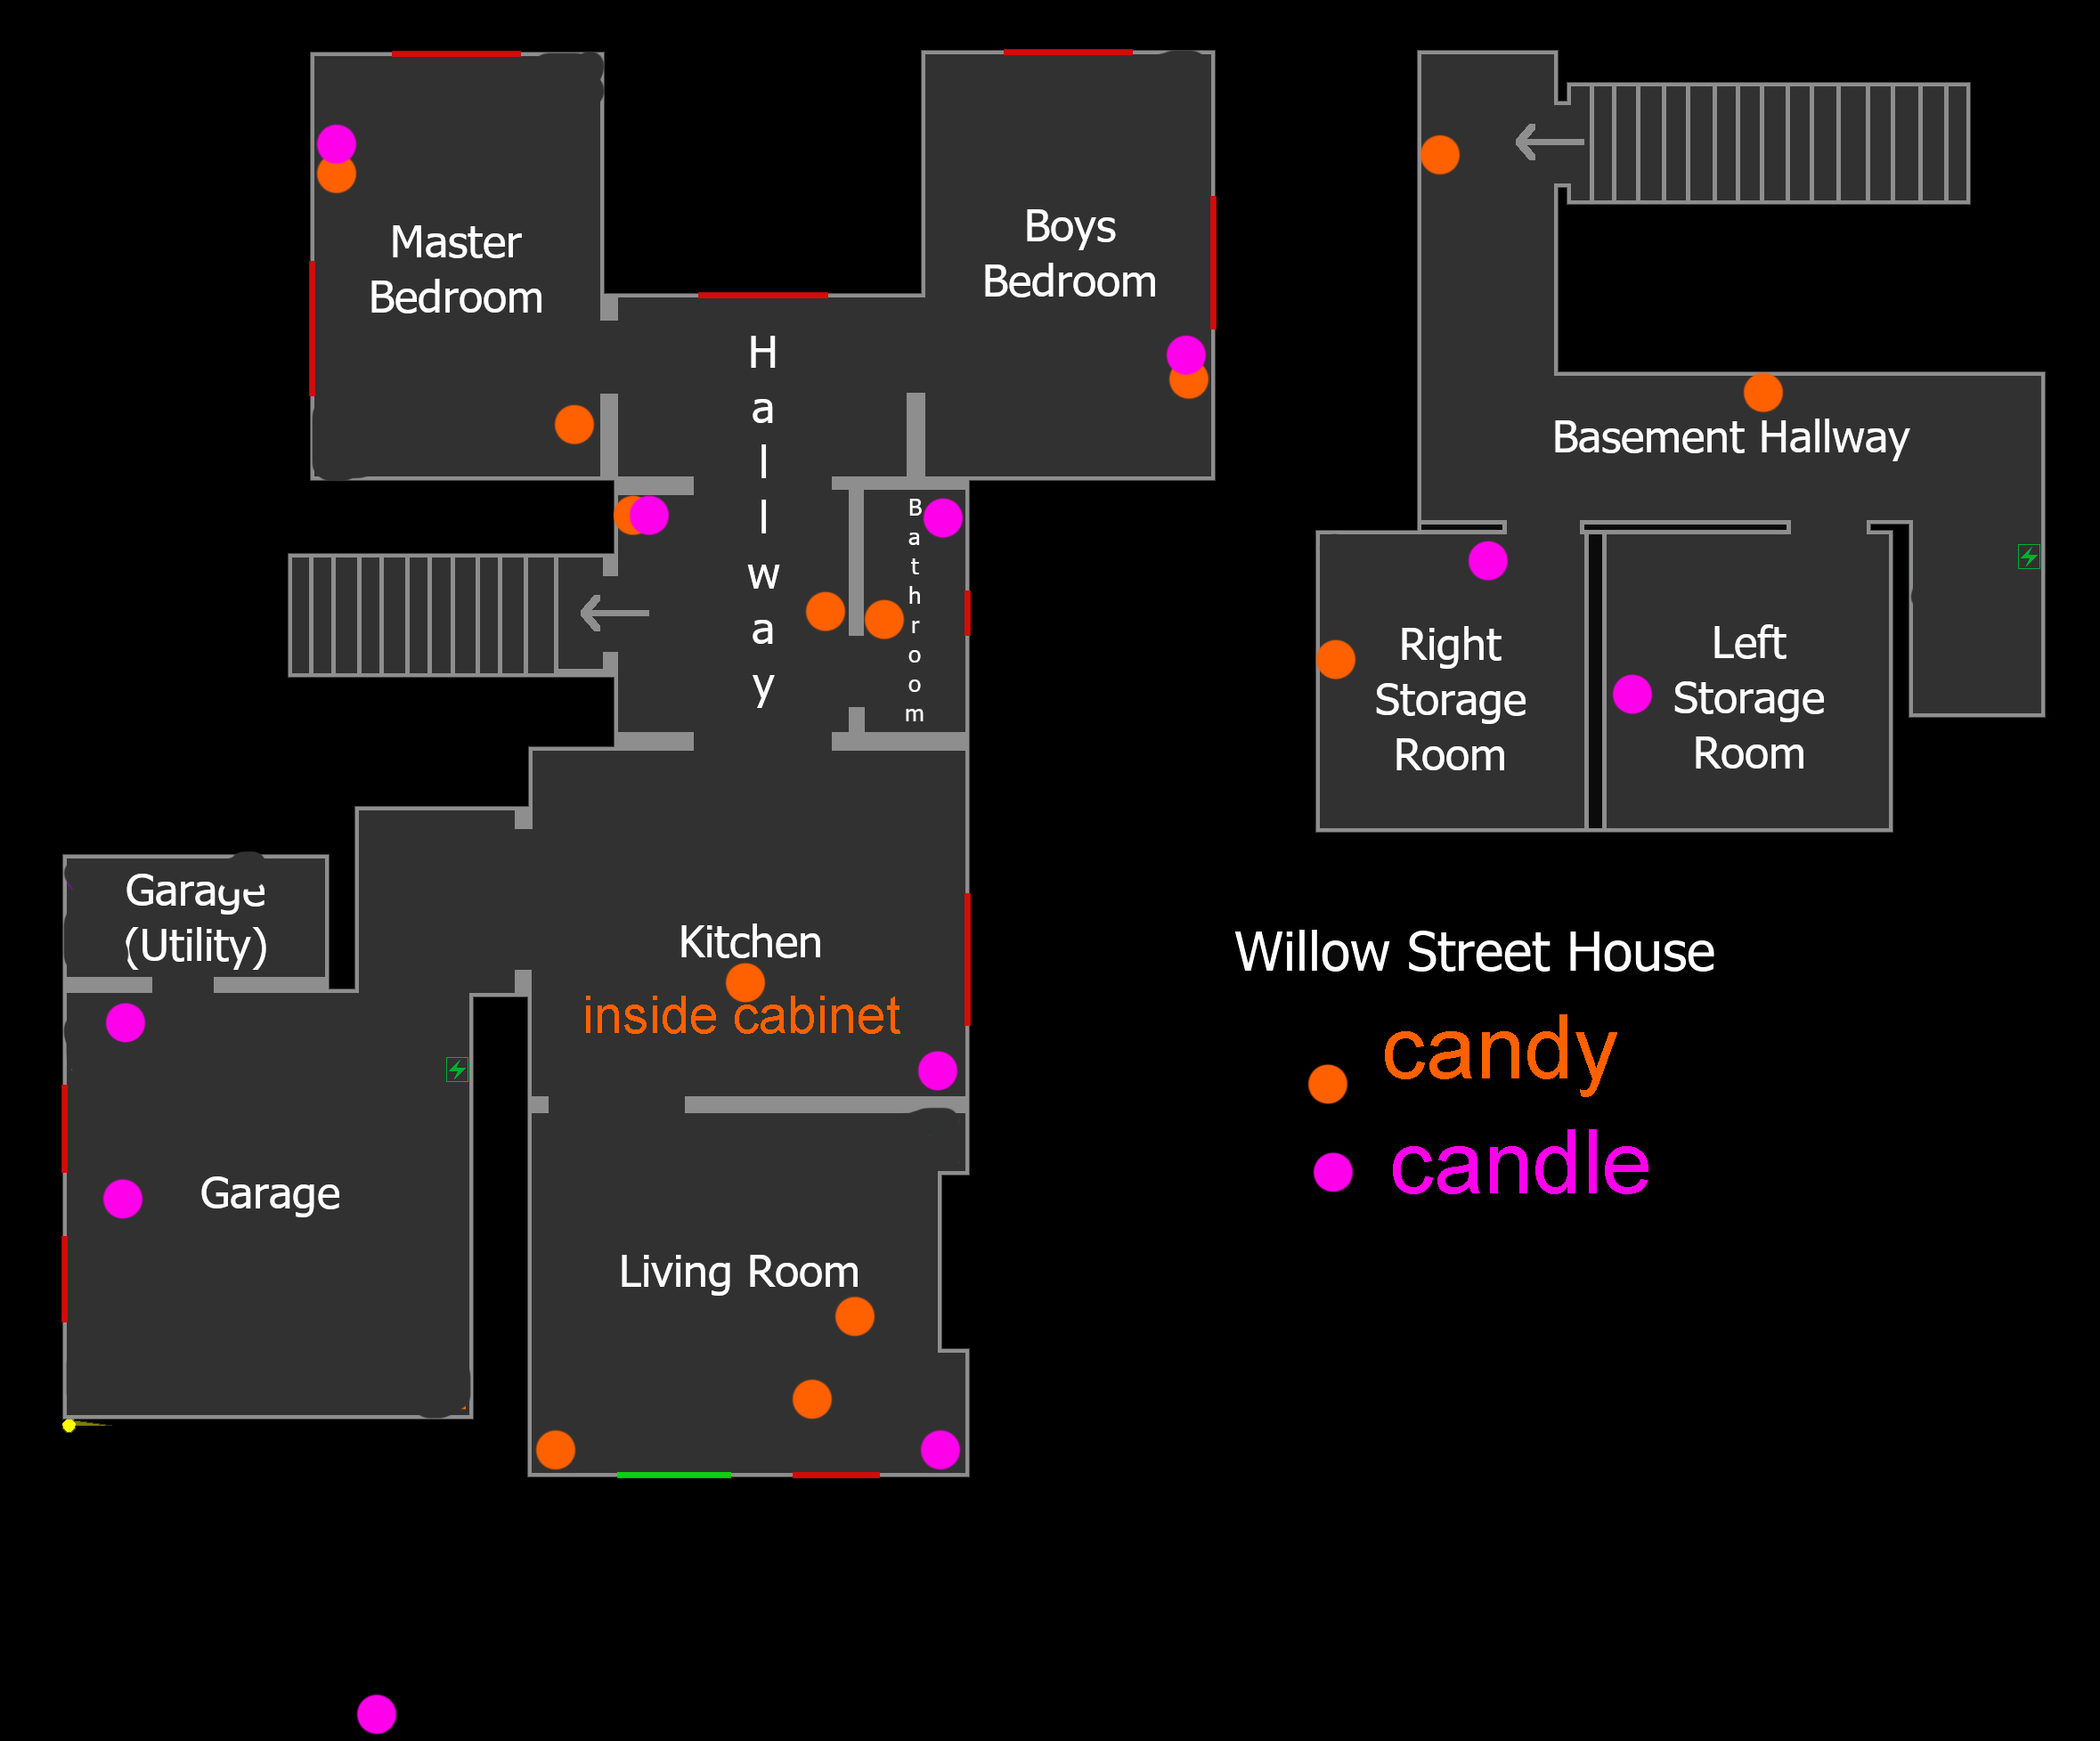 Master
Bedroom
Boys
Bedroom
Hallway
Bathroom
Basement Hallway
Right
Storage
Room
Left
Storage
Room
Garage
(Utility)
Kitchen
inside cabinet
Garage
Living Room
Willow Street House
candy
candle